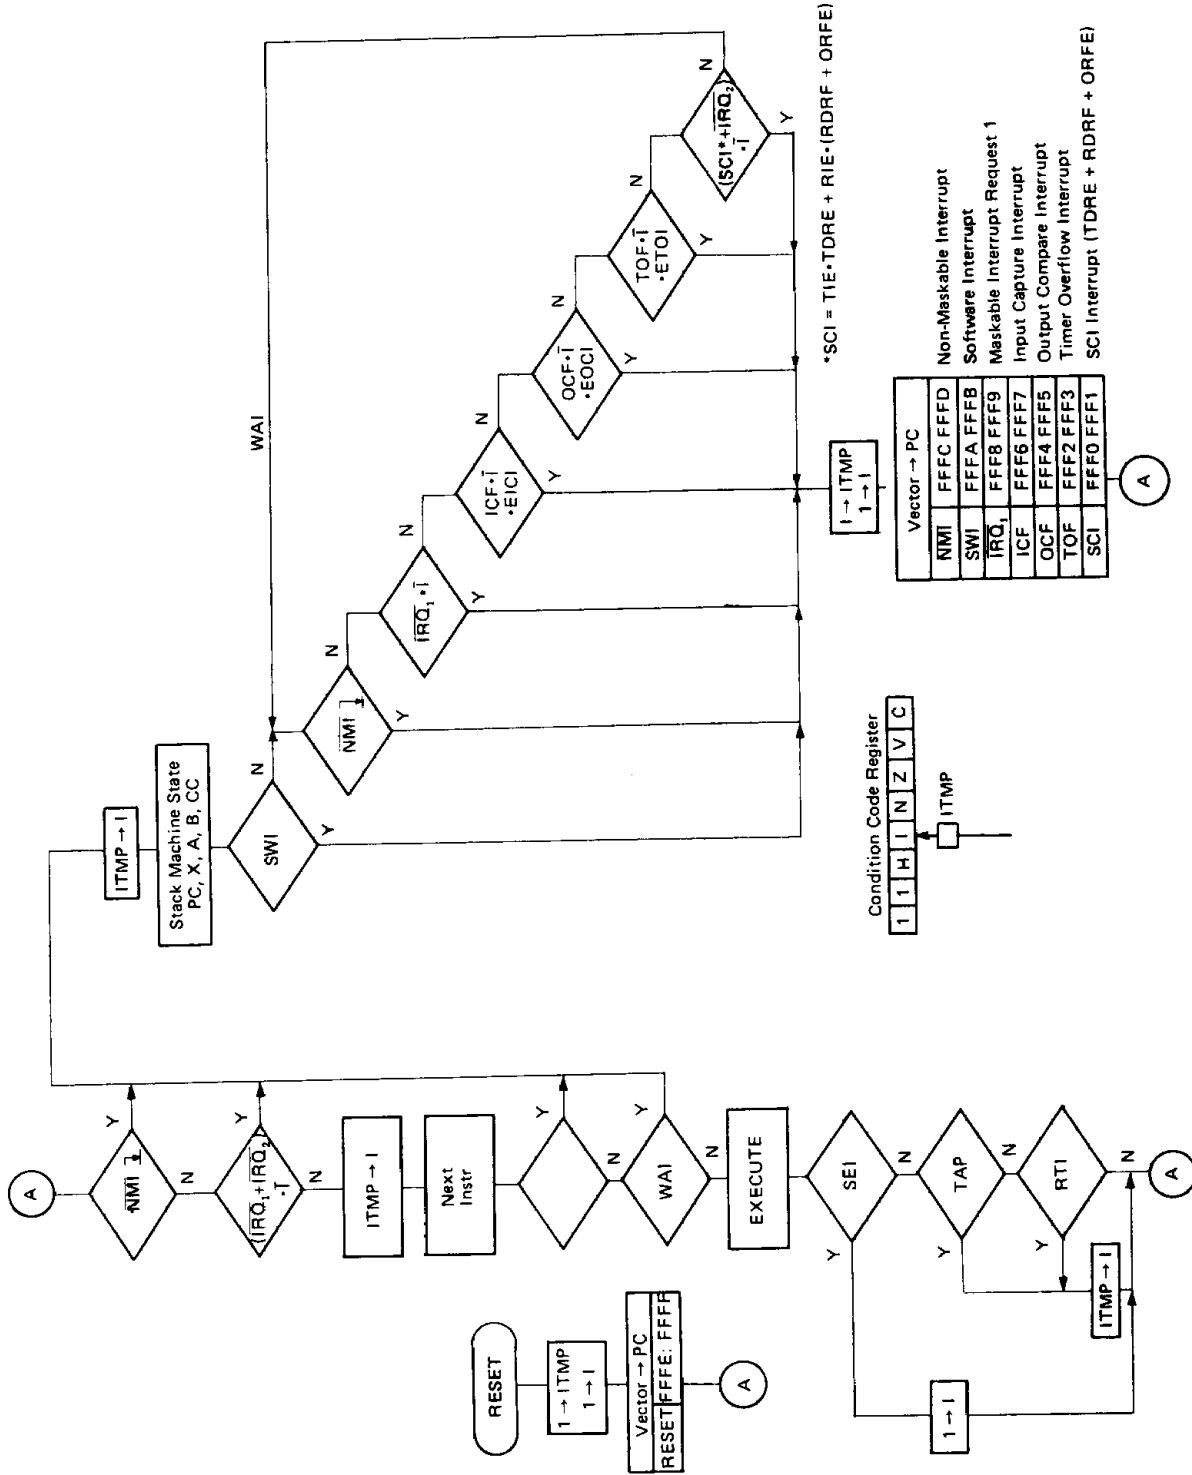 RESET
1 → ITMP
1 → I
Vector → PC
RESET FFFE: FFFF
A
A
NMI
Y
N
(IRQ1+IRQ2)
·I
Y
N
ITMP → I
Next
Instr
Y
N
WAI
Y
N
EXECUTE
SEI
Y
N
TAP
N
RTI
Y
N
1 → I
ITMP → I
A
ITMP → I
Stack Machine State
PC, X, A, B, CC
SWI
N
Y
WAI
NMI
N
Y
IRQ1·I
N
Y
ICF·I
·EICI
N
Y
OCF·I
·EOCI
N
Y
TOF·I
·ETOI
N
Y
(SCI*+IRQ2)
·I
N
Y
*SCI = TIE·TDRE + RIE·(RDRF + ORFE)
I → ITMP
1 → I
Vector → PC
NMI FFFC FFFD Non-Maskable Interrupt
SWI FFFA FFFB Software Interrupt
IRQ1 FFF8 FFF9 Maskable Interrupt Request 1
ICF FFF6 FFF7 Input Capture Interrupt
OCF FFF4 FFF5 Output Compare Interrupt
TOF FFF2 FFF3 Timer Overflow Interrupt
SCI FFF0 FFF1 SCI Interrupt (TDRE + RDRF + ORFE)
A
Condition Code Register
1 1 H I N Z V C
ITMP